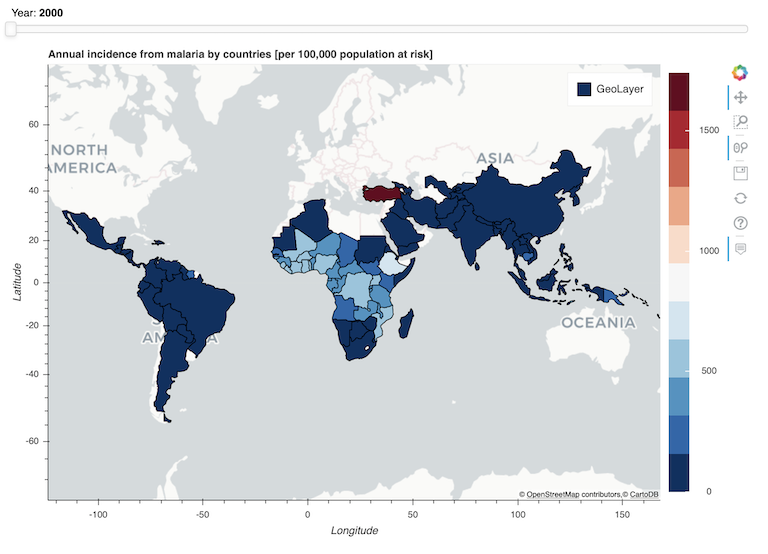 Year: 2000
Annual incidence from malaria by countries [per 100,000 population at risk]
GeoLayer
NORTH
AMERICA
ASIA
OCEANIA
60
40
20
0
-20
-40
-60
Latitude
-100
-50
0
50
100
150
Longitude
1500
1000
500
0
© OpenStreetMap contributors,© CartoDB